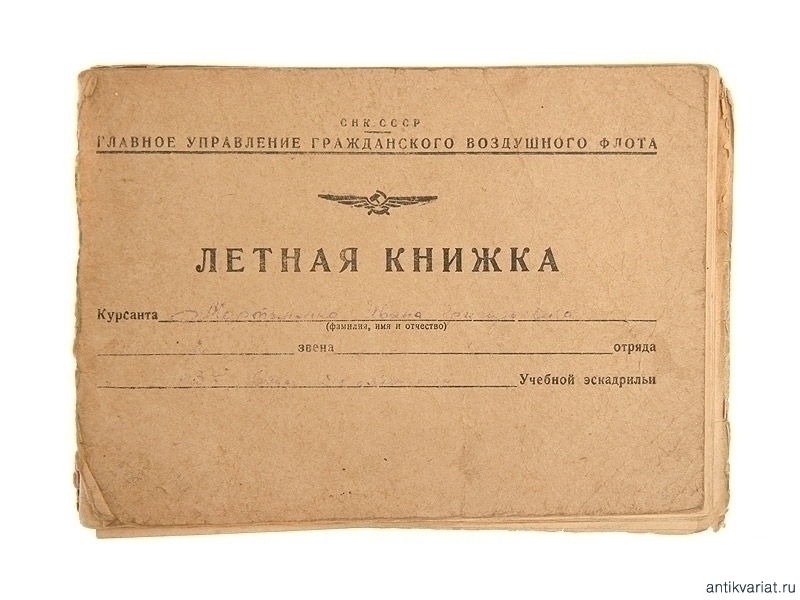 СНК СССР
ГЛАВНОЕ УПРАВЛЕНИЕ ГРАЖДАНСКОГО ВОЗДУШНОГО ФЛОТА
ЛЕТНАЯ КНИЖКА
Курсанта
(фамилия, имя и отчество)
звена отряда
Учебной эскадрильи
antikvariat.ru